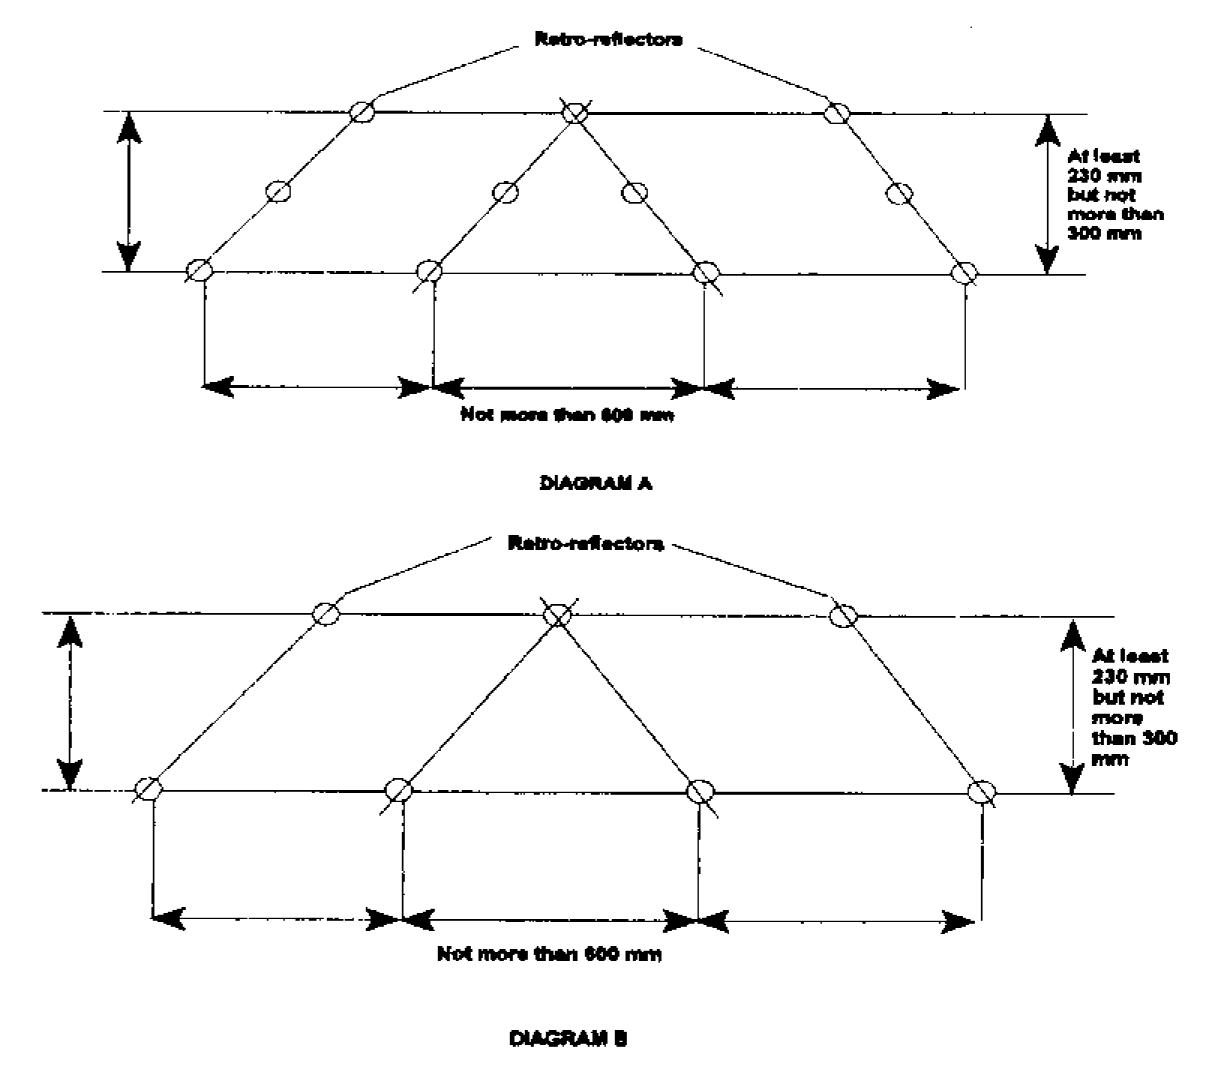 Retro-reflectors
At least
230 mm
but not
more than
300 mm
Not more than 600 mm
DIAGRAM A
Retro-reflectors
At least
230 mm
but not
more
than 300
mm
Not more than 600 mm
DIAGRAM B